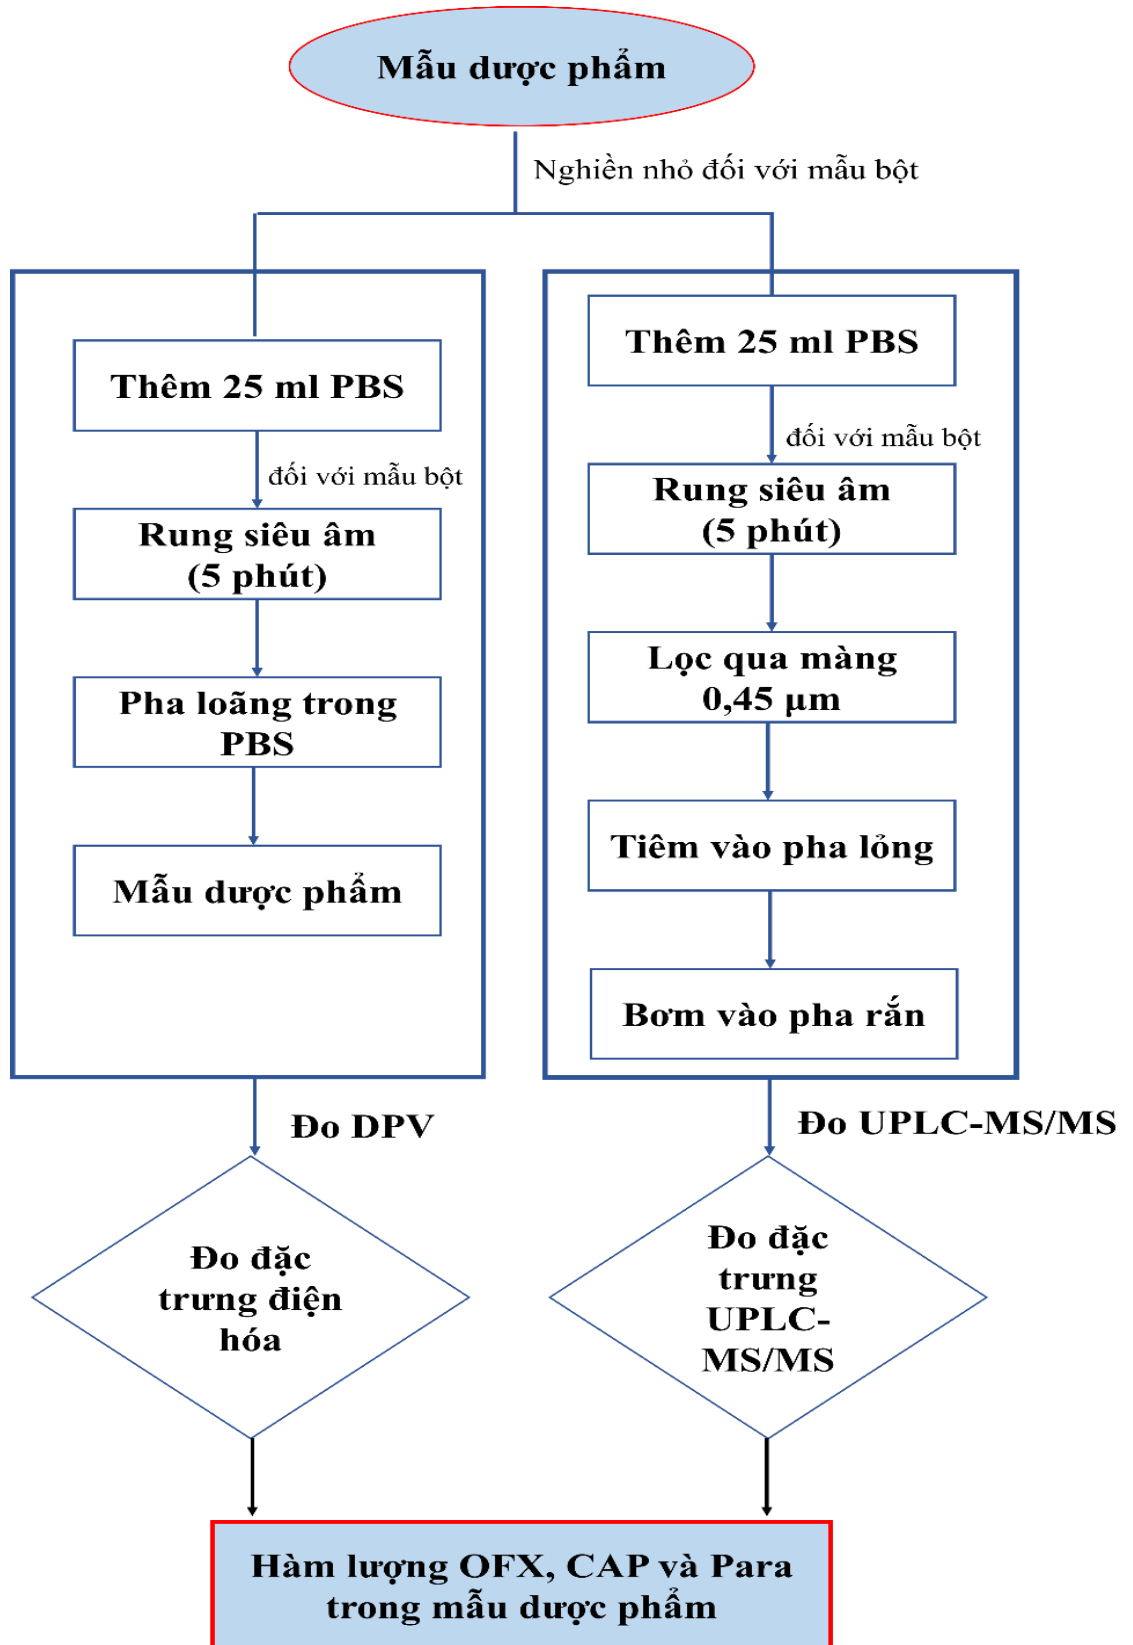 Mẫu dược phẩm
Nghiền nhỏ đối với mẫu bột
Thêm 25 ml PBS
đối với mẫu bột
Rung siêu âm
(5 phút)
Pha loãng trong
PBS
Mẫu dược phẩm
Đo DPV
Đo đặc
trưng điện
hóa
Thêm 25 ml PBS
đối với mẫu bột
Rung siêu âm
(5 phút)
Lọc qua màng
0,45 µm
Tiêm vào pha lỏng
Bơm vào pha rắn
Đo UPLC-MS/MS
Đo đặc
trưng
UPLC-
MS/MS
Hàm lượng OFX, CAP và Para
trong mẫu dược phẩm